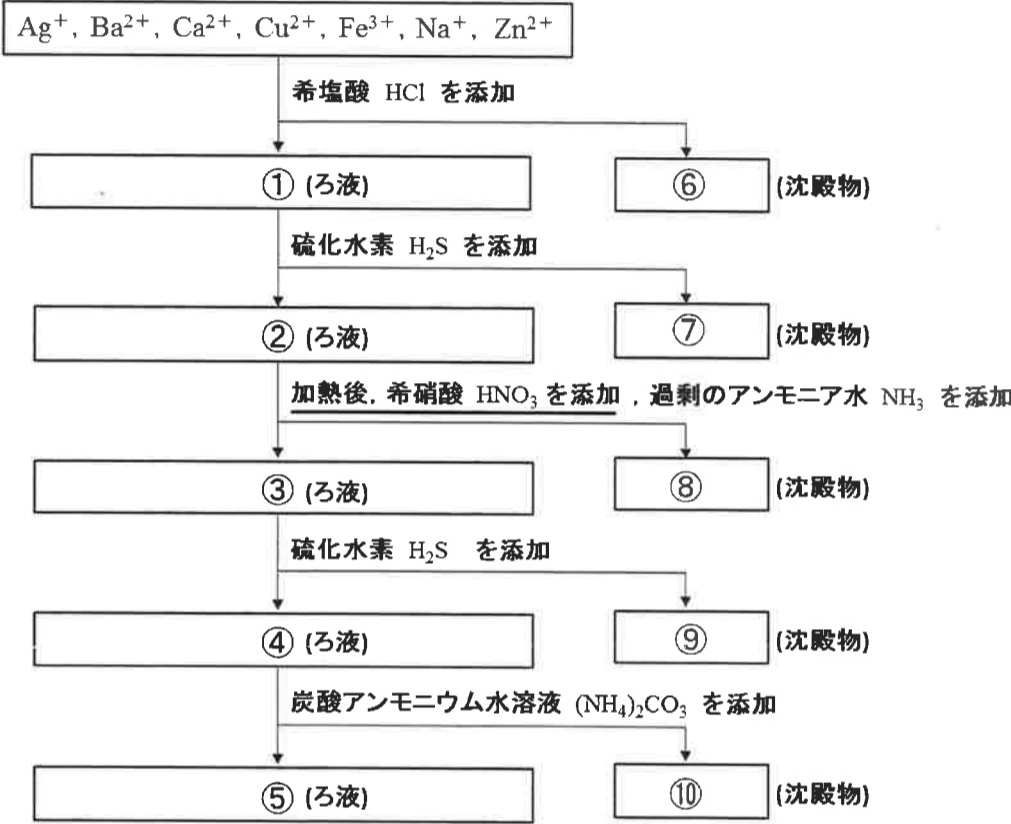 Ag⁺, Ba²⁺, Ca²⁺, Cu²⁺, Fe³⁺, Na⁺, Zn²⁺
希塩酸 HCl を添加
① (ろ液)
⑥ (沈殿物)
硫化水素 H₂S を添加
② (ろ液)
⑦ (沈殿物)
加熱後, 希硝酸 HNO₃ を添加 , 過剰のアンモニア水 NH₃ を添加
③ (ろ液)
⑧ (沈殿物)
硫化水素 H₂S を添加
④ (ろ液)
⑨ (沈殿物)
炭酸アンモニウム水溶液 (NH₄)₂CO₃ を添加
⑤ (ろ液)
⑩ (沈殿物)